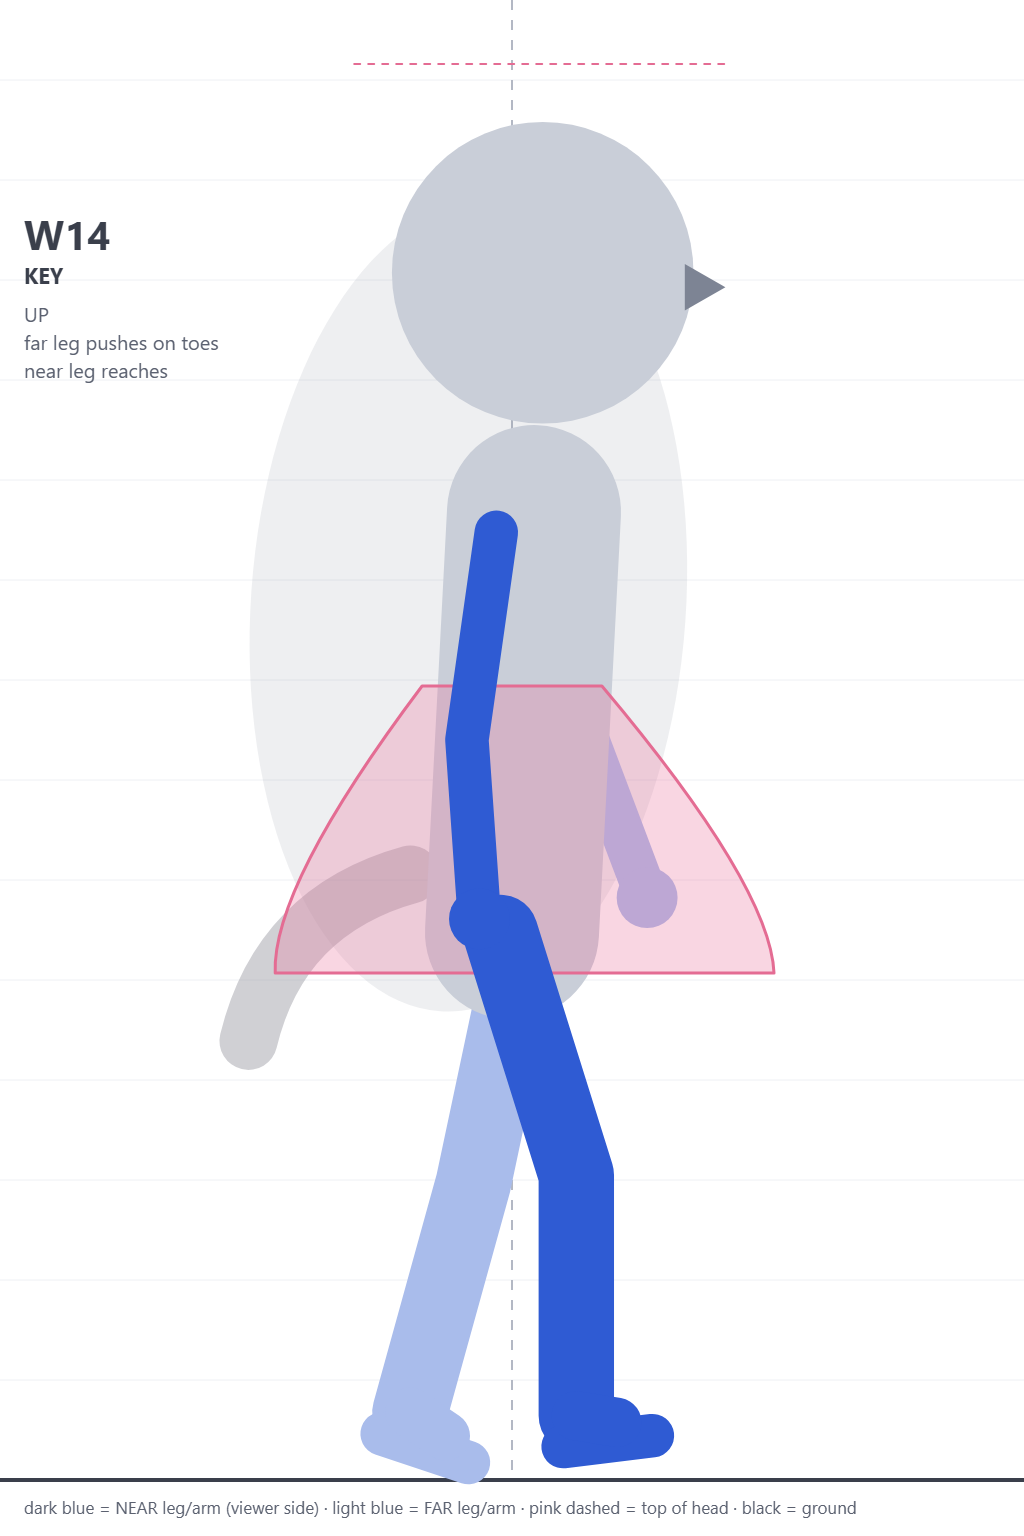 W14
KEY
UP
far leg pushes on toes
near leg reaches
dark blue = NEAR leg/arm (viewer side) · light blue = FAR leg/arm · pink dashed = top of head · black = ground